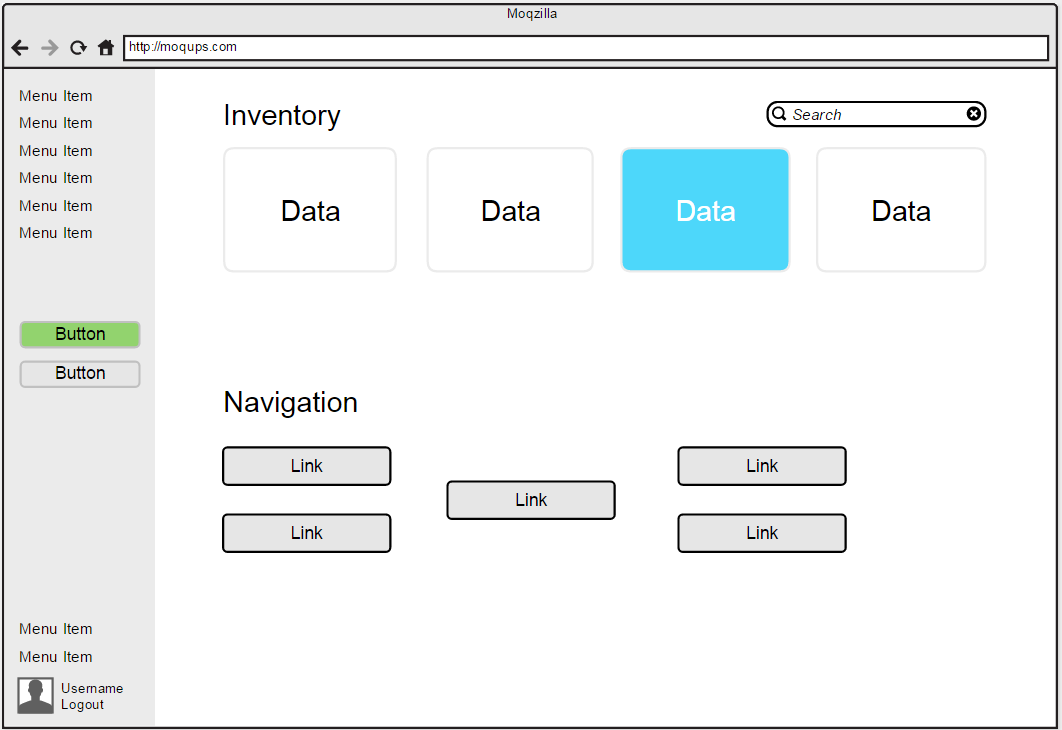 Moqzilla
http://moqups.com
Menu Item
Menu Item
Menu Item
Menu Item
Menu Item
Menu Item
Button
Button
Menu Item
Menu Item
Username
Logout
Inventory
Search
Data
Data
Data
Data
Navigation
Link
Link
Link
Link
Link